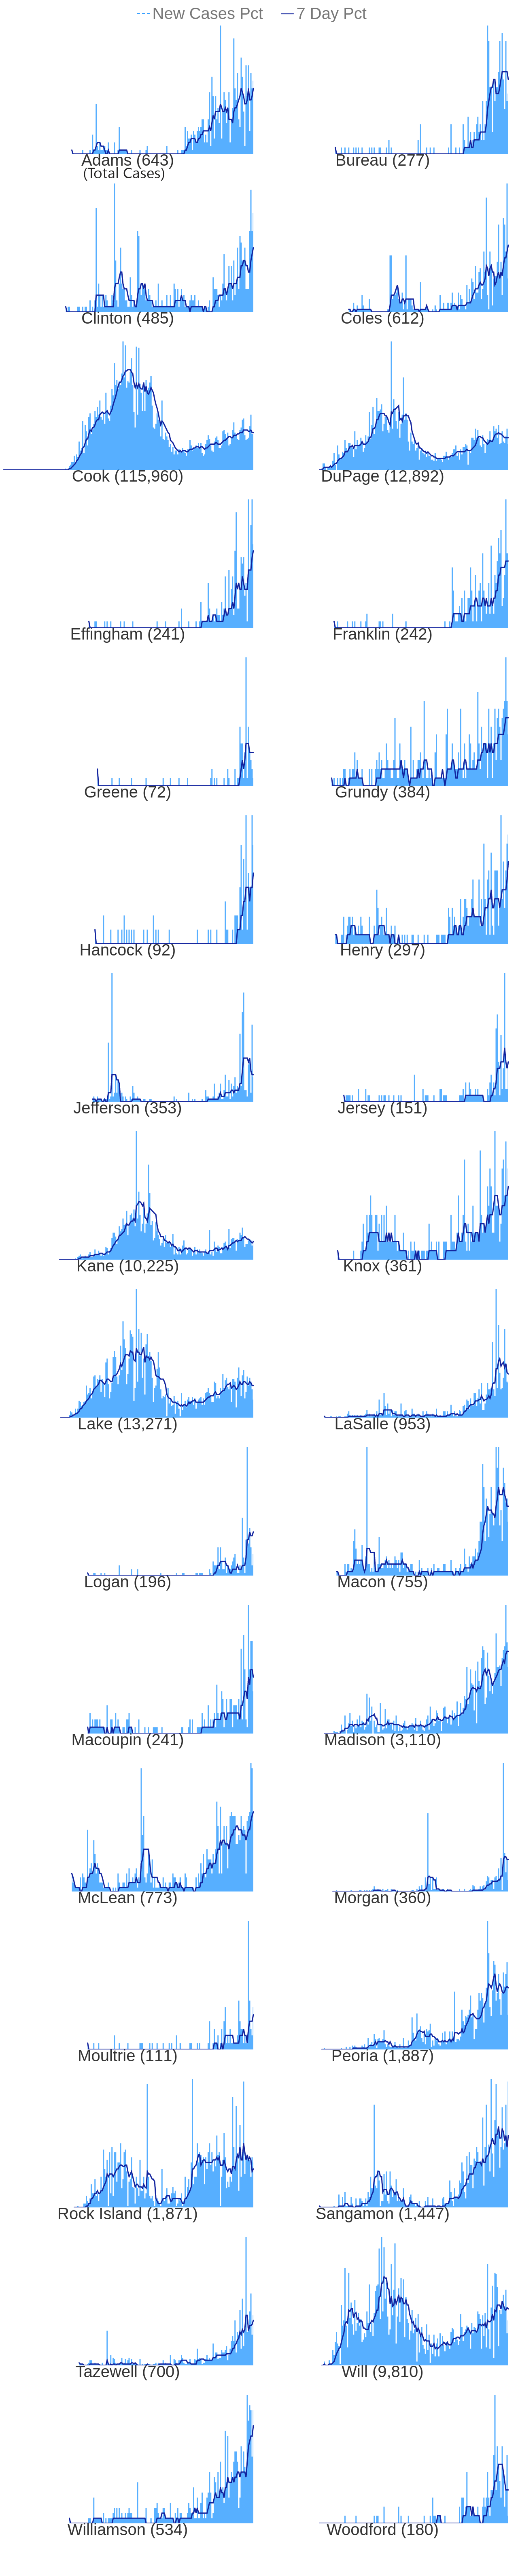 New Cases Pct 7 Day Pct
Adams (643) Bureau (277)
(Total Cases)
Clinton (485) Coles (612)
Cook (115,960) DuPage (12,892)
Effingham (241) Franklin (242)
Greene (72) Grundy (384)
Hancock (92) Henry (297)
Jefferson (353) Jersey (151)
Kane (10,225) Knox (361)
Lake (13,271) LaSalle (953)
Logan (196) Macon (755)
Macoupin (241) Madison (3,110)
McLean (773) Morgan (360)
Moultrie (111) Peoria (1,887)
Rock Island (1,871) Sangamon (1,447)
Tazewell (700) Will (9,810)
Williamson (534) Woodford (180)